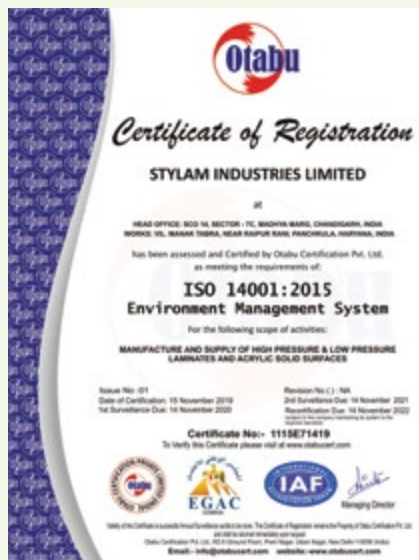 Otabu
Certificate of Registration
STYLAM INDUSTRIES LIMITED
at
HEAD OFFICE: SCO 14, SECTOR - 7C, MADHYA MARG, CHANDIGARH, INDIA
WORKS: VIL. MANAK TABRA, NEAR RAIPUR RANI, PANCHKULA, HARYANA, INDIA
has been assessed and Certified by Otabu Certification Pvt. Ltd.
as meeting the requirements of:
ISO 14001:2015
Environment Management System
For the following scope of activities:
MANUFACTURE AND SUPPLY OF HIGH PRESSURE & LOW PRESSURE
LAMINATES AND ACRYLIC SOLID SURFACES
Issue No :01
Revision No ( ) : NA
Date of Certification: 15 November 2019
2nd Surveillance Due: 14 November 2021
1st Surveillance Due: 14 November 2020
Recertification Due: 14 November 2022
Certificate No:- 1115E71419
To Verify this Certificate please visit at www.otabucert.com
Otabu
EGAC
INTERNATIONAL
IAF
Managing Director
Email:- info@otabucert.com website: www.otabucert.com